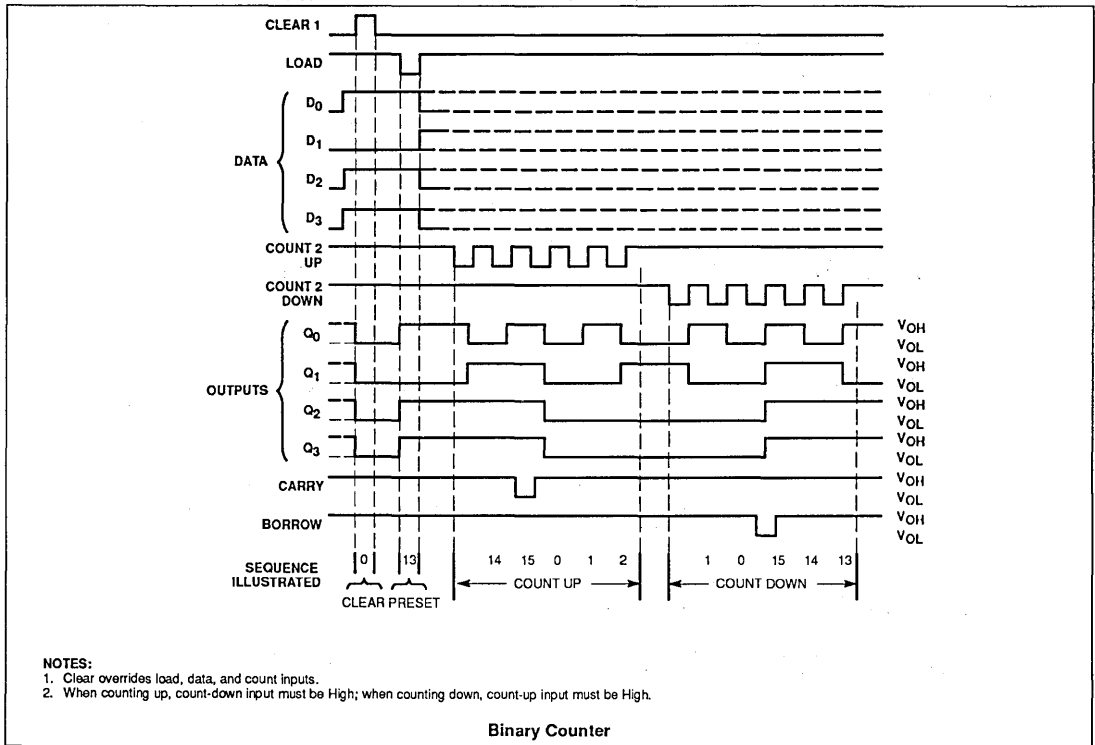 CLEAR 1
LOAD
DATA
D0
D1
D2
D3
COUNT 2
UP
COUNT 2
DOWN
OUTPUTS
Q0
VOH
VOL
Q1
VOH
VOL
Q2
VOH
VOL
Q3
VOH
VOL
CARRY
VOH
VOL
BORROW
VOH
VOL
SEQUENCE
ILLUSTRATED
0 13 14 15 0 1 2 1 0 15 14 13
COUNT UP COUNT DOWN
CLEAR PRESET
NOTES:
1. Clear overrides load, data, and count inputs.
2. When counting up, count-down input must be High; when counting down, count-up input must be High.
Binary Counter